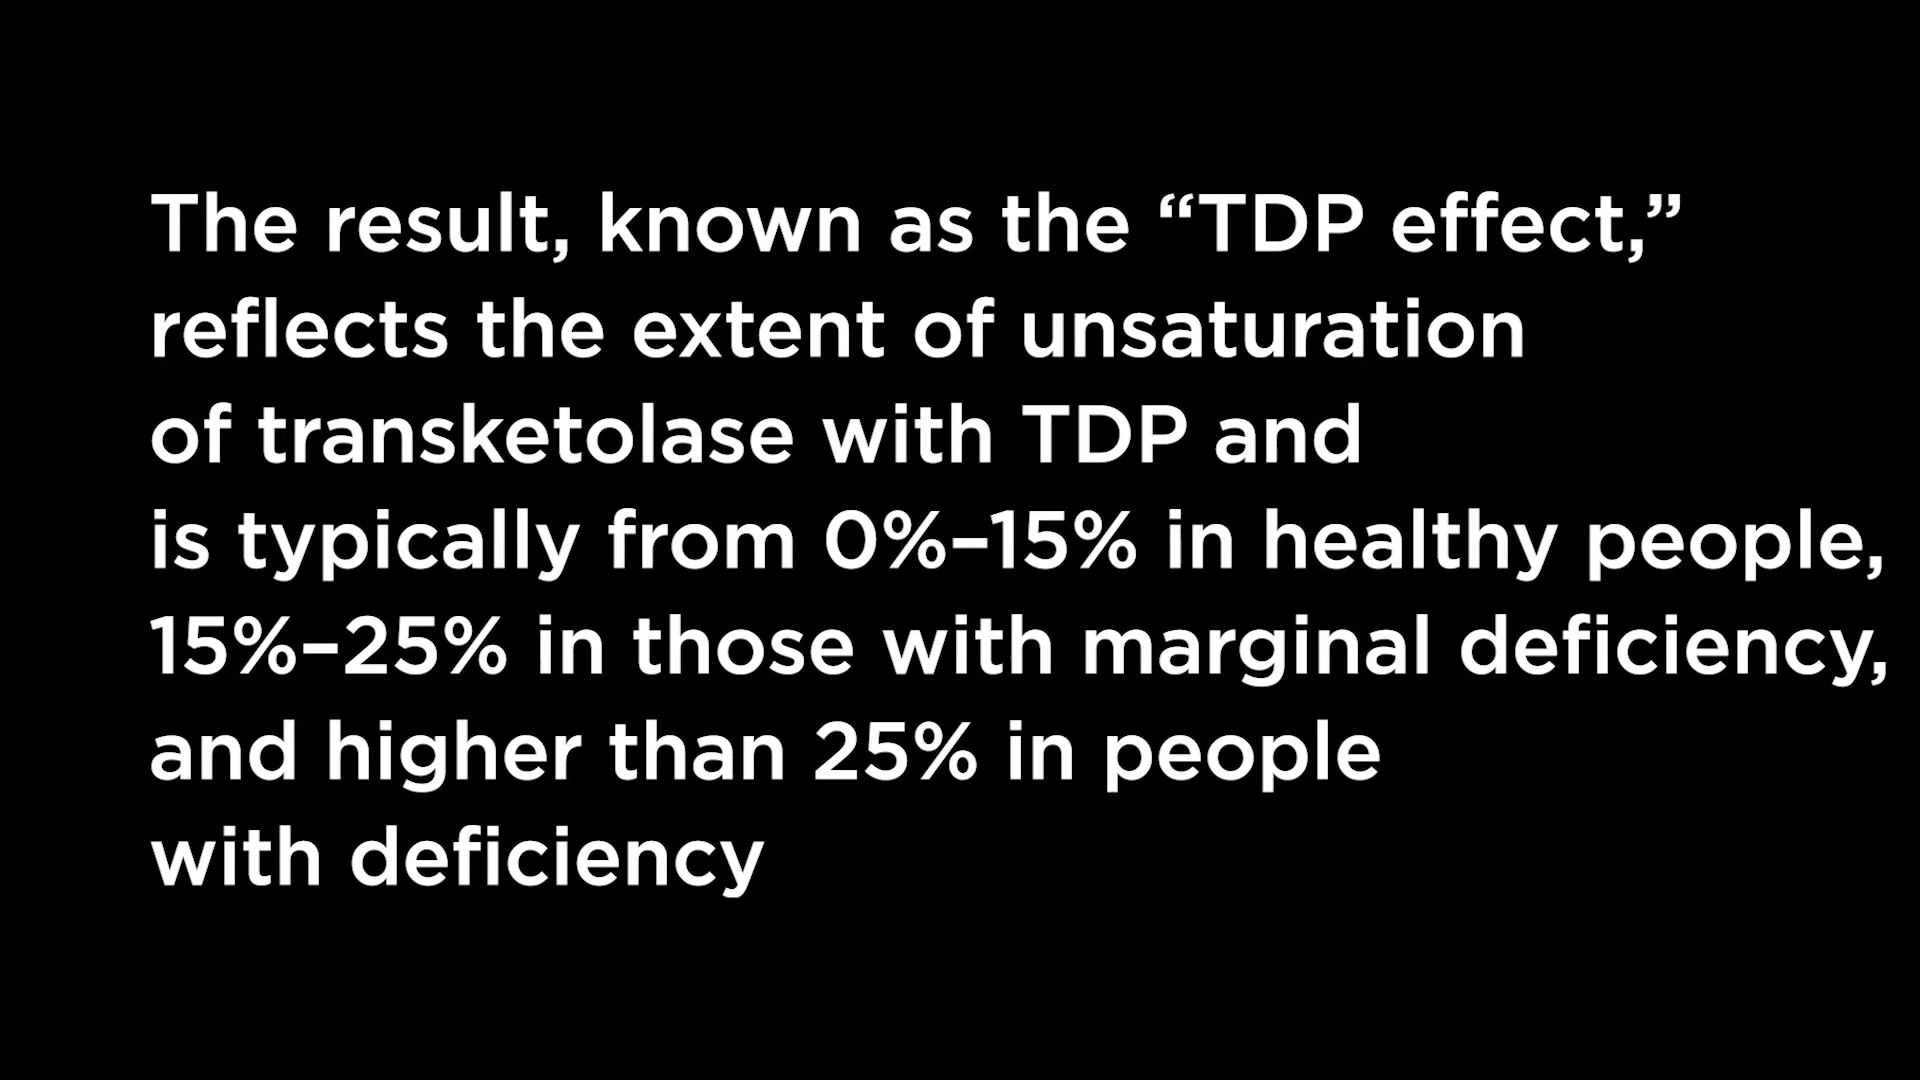 The result, known as the “TDP effect,”
reflects the extent of unsaturation
of transketolase with TDP and
is typically from 0%–15% in healthy people,
15%–25% in those with marginal deficiency,
and higher than 25% in people
with deficiency